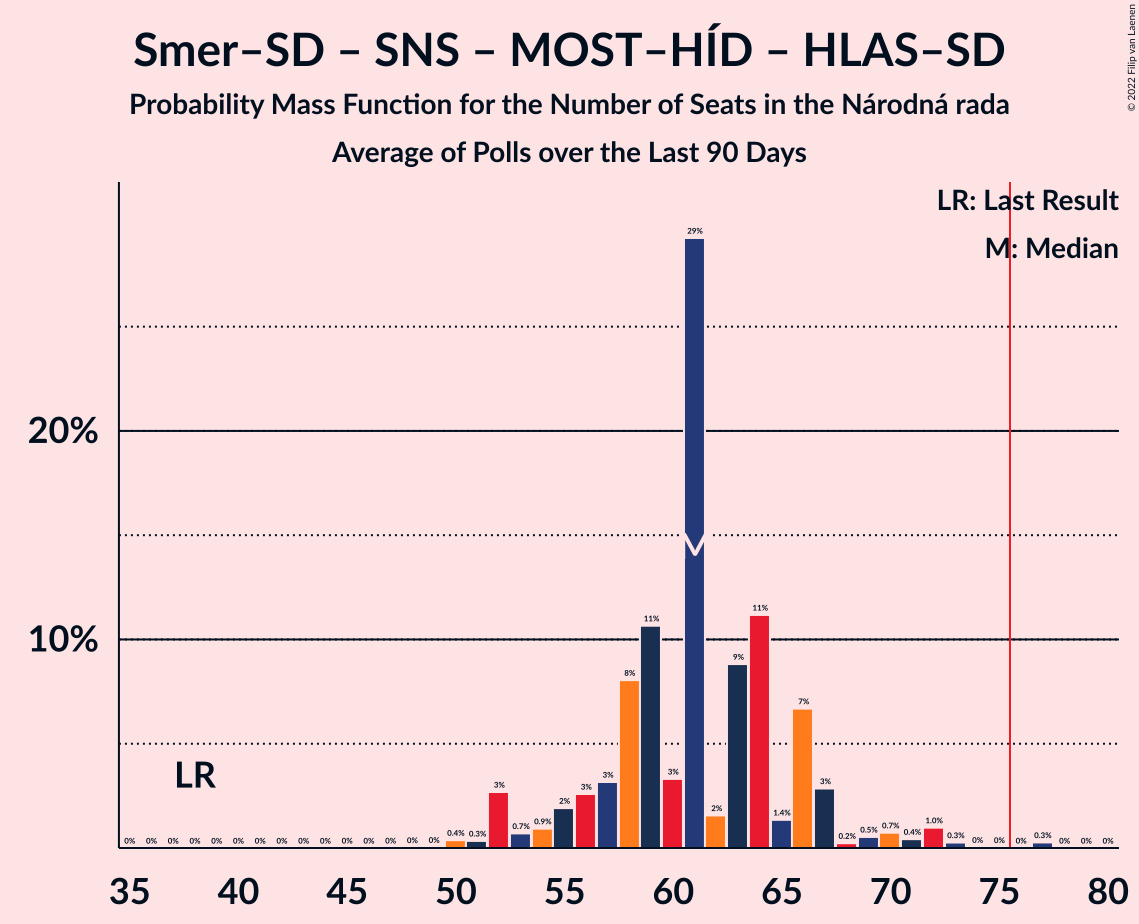 Smer–SD – SNS – MOST–HÍD – HLAS–SD
Probability Mass Function for the Number of Seats in the Národná rada
Average of Polls over the Last 90 Days
© 2022 Filip van Laenen
LR: Last Result
M: Median
20%
10%
LR
0% 0% 0% 0% 0% 0% 0% 0% 0% 0% 0% 0% 0% 0% 0% 0.4% 0.3% 3% 0.7% 0.9% 2% 3% 3% 8% 11% 3% 29% 2% 9% 11% 1.4% 7% 3% 0.2% 0.5% 0.7% 0.4% 1.0% 0.3% 0% 0% 0% 0.3% 0% 0% 0%
35 40 45 50 55 60 65 70 75 80